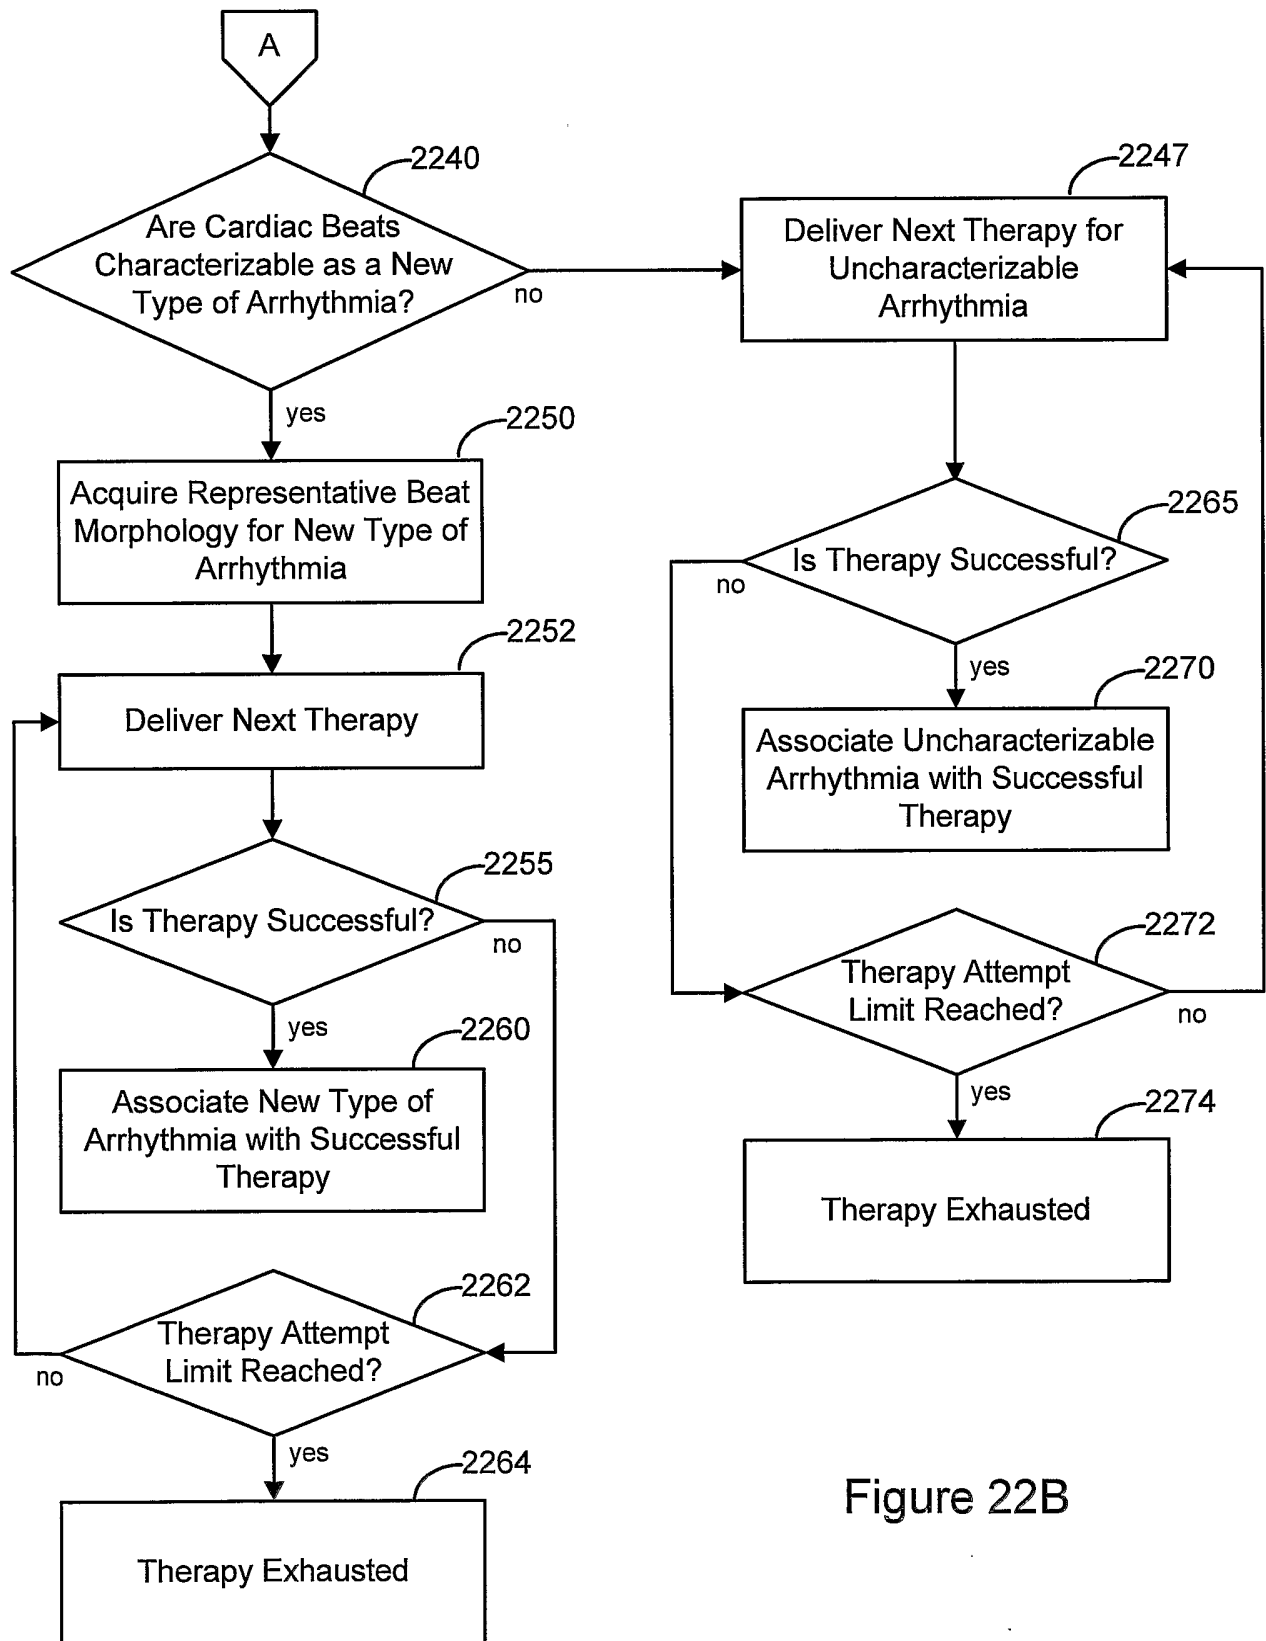 A
2240
Are Cardiac Beats
Characterizable as a New
Type of Arrhythmia?
no
yes
2250
Acquire Representative Beat
Morphology for New Type of
Arrhythmia
2252
Deliver Next Therapy
2255
Is Therapy Successful?
no
yes
2260
Associate New Type of
Arrhythmia with Successful
Therapy
2262
Therapy Attempt
Limit Reached?
no
yes
2264
Therapy Exhausted
2247
Deliver Next Therapy for
Uncharacterizable
Arrhythmia
2265
Is Therapy Successful?
no
yes
2270
Associate Uncharacterizable
Arrhythmia with Successful
Therapy
2272
Therapy Attempt
Limit Reached?
no
yes
2274
Therapy Exhausted
Figure 22B